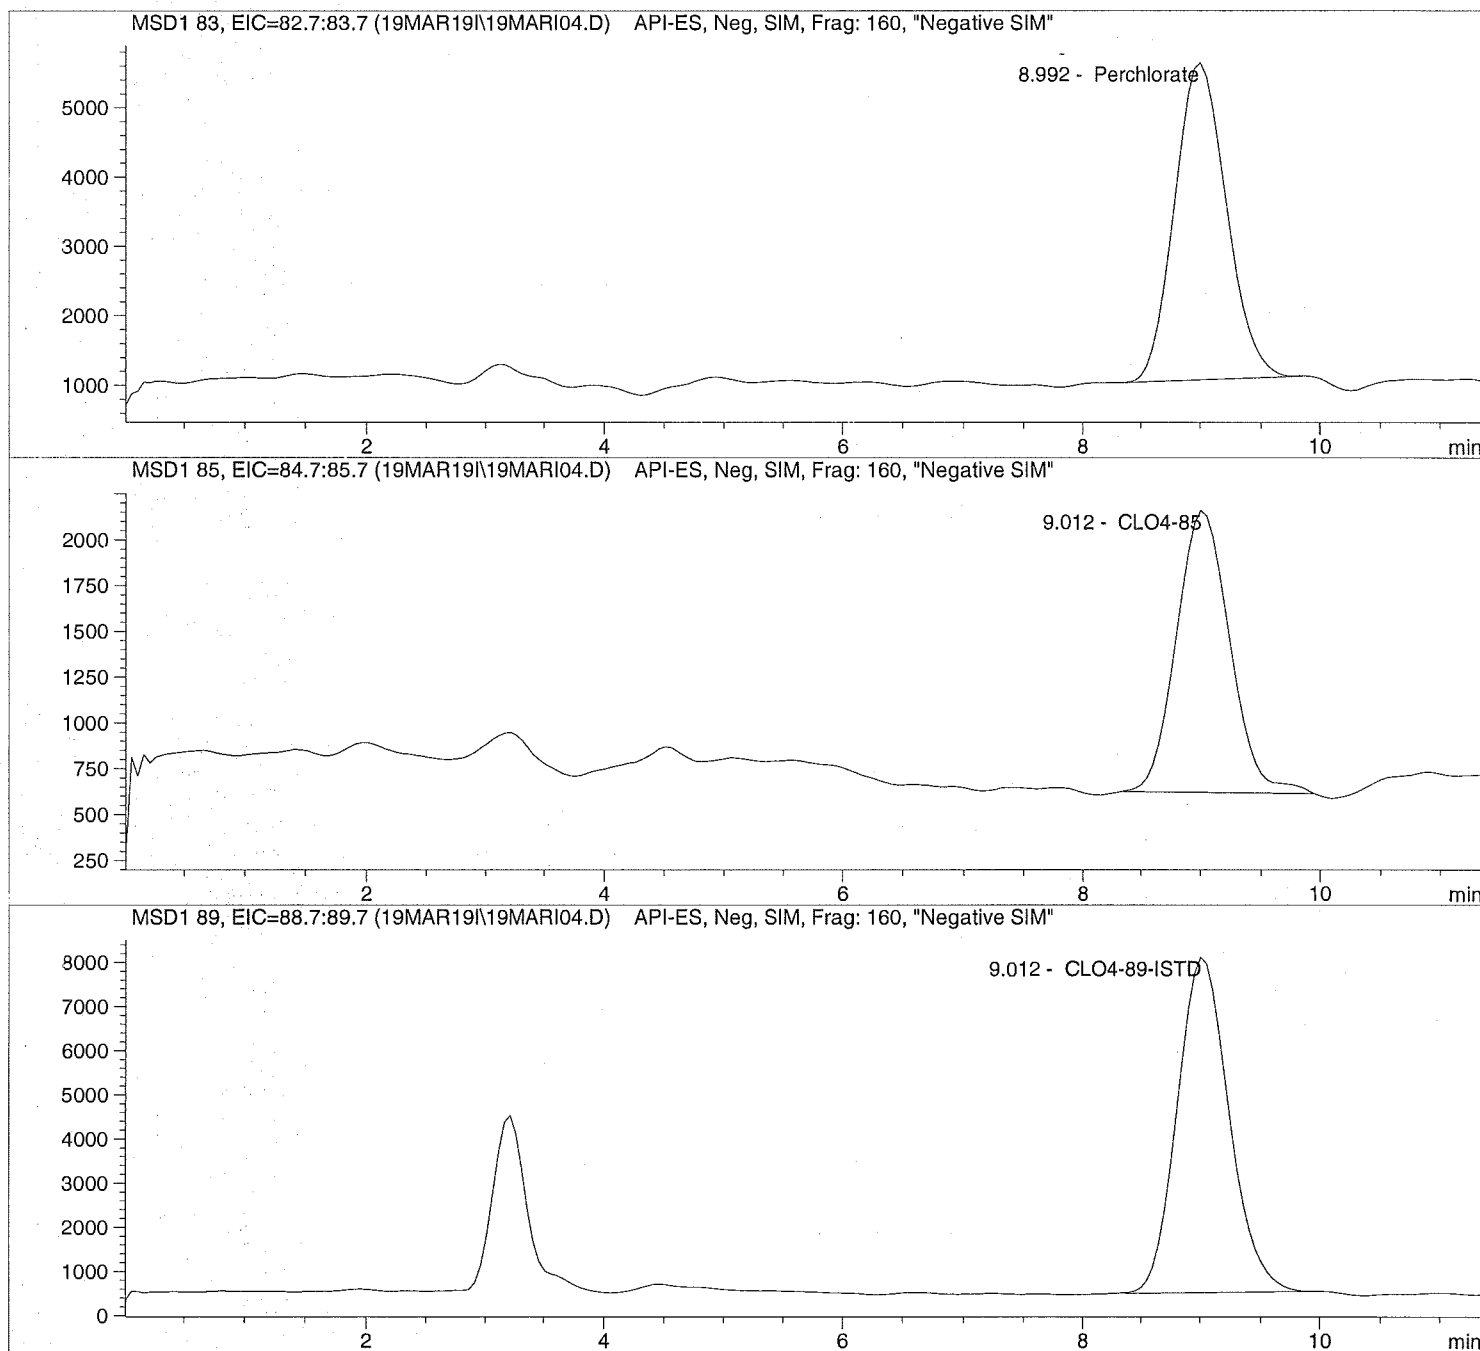 MSD1 83, EIC=82.7:83.7 (19MAR19I\19MARI04.D)    API-ES, Neg, SIM, Frag: 160, "Negative SIM"
8.992 -  Perchlorate
5000
4000
3000
2000
1000
2 4 6 8 10 min
MSD1 85, EIC=84.7:85.7 (19MAR19I\19MARI04.D)    API-ES, Neg, SIM, Frag: 160, "Negative SIM"
9.012 -  CLO4-85
2000
1750
1500
1250
1000
750
500
250
2 4 6 8 10 min
MSD1 89, EIC=88.7:89.7 (19MAR19I\19MARI04.D)    API-ES, Neg, SIM, Frag: 160, "Negative SIM"
9.012 -  CLO4-89-ISTD
8000
7000
6000
5000
4000
3000
2000
1000
0
2 4 6 8 10 min